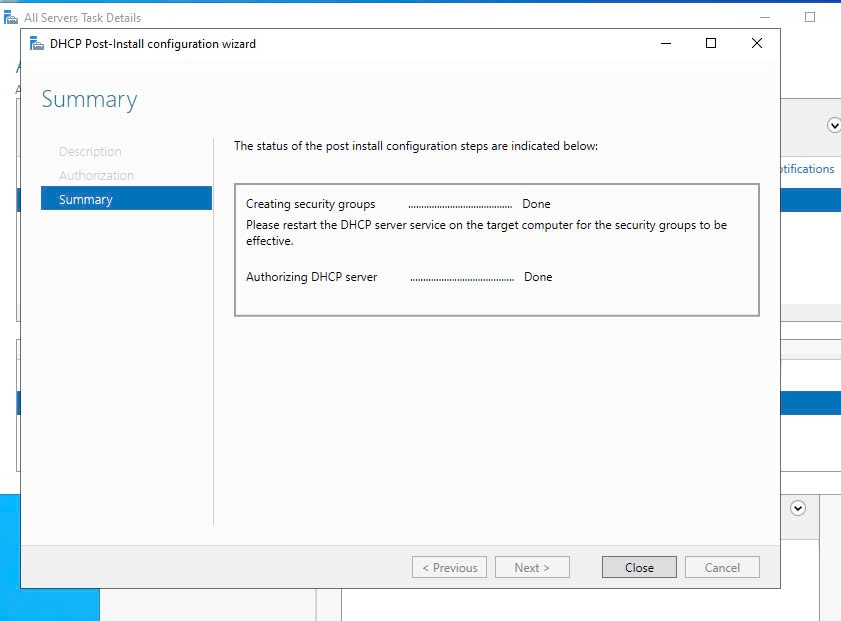 All Servers Task Details
DHCP Post-Install configuration wizard
Summary
Description
Authorization
Summary
The status of the post install configuration steps are indicated below:
Creating security groups ........................................ Done
Please restart the DHCP server service on the target computer for the security groups to be
effective.
Authorizing DHCP server ........................................ Done
< Previous
Next >
Close
Cancel